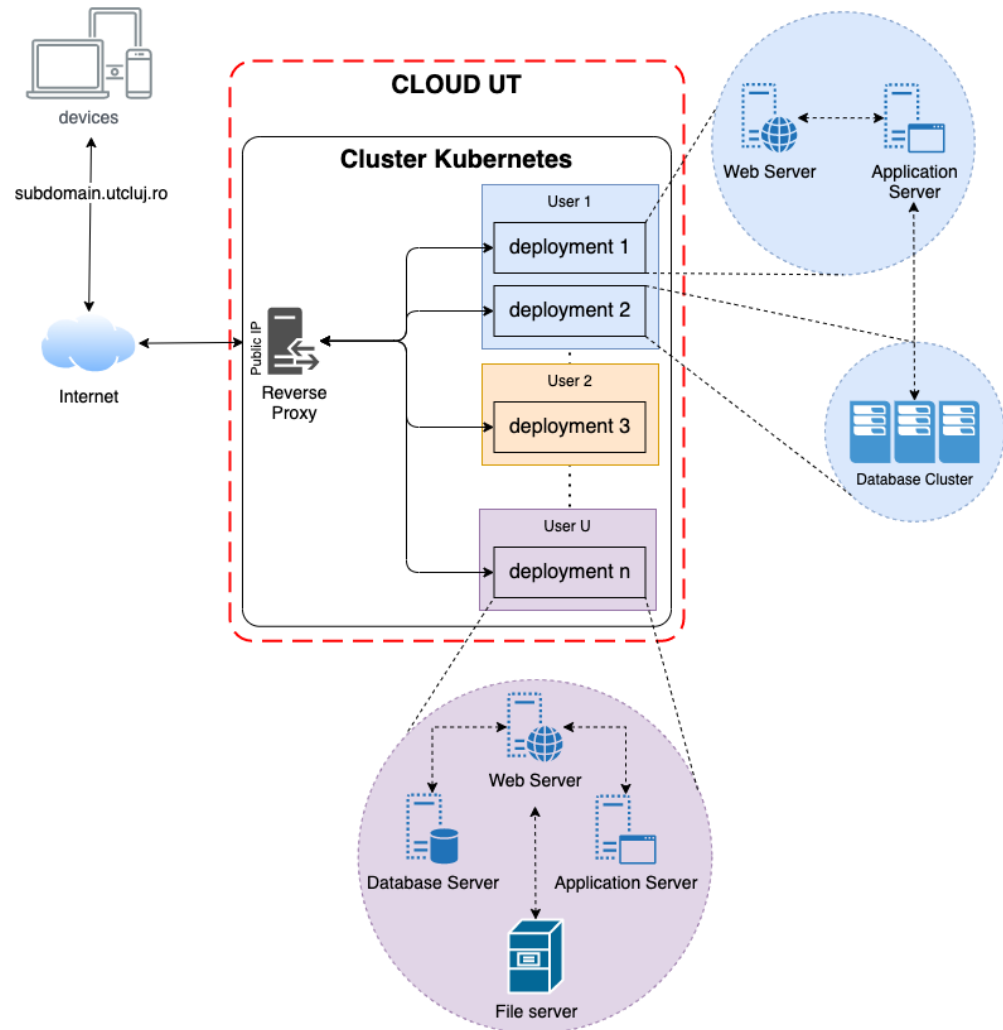 CLOUD UT
devices
Cluster Kubernetes
subdomain.utcluj.ro
User 1
deployment 1
deployment 2
Web Server
Application
Server
Internet
Public IP
Reverse
Proxy
User 2
deployment 3
Database Cluster
User U
deployment n
Web Server
Database Server
Application Server
File server